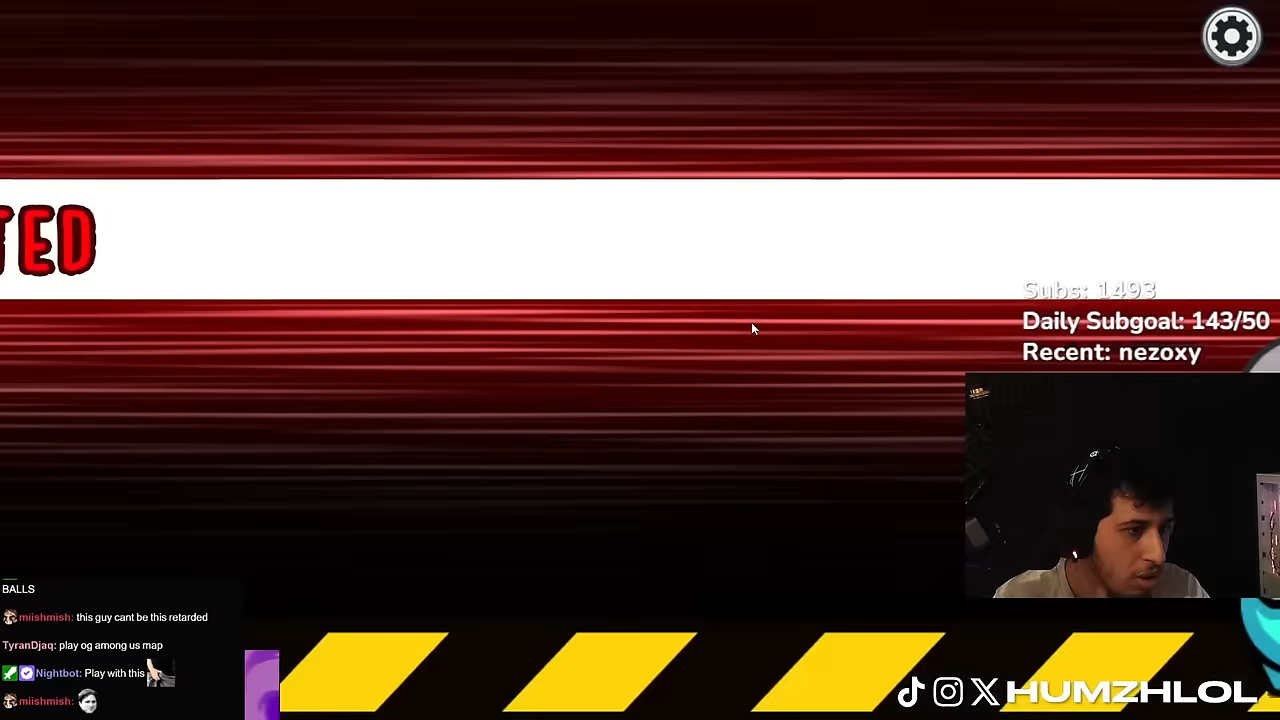 TED
Subs: 1493
Daily Subgoal: 143/50
Recent: nezoxy
BALLS
miishmish: this guy cant be this retarded
TyranDjaq: play og among us map
Nightbot: Play with this
miishmish:
HUMZHLOL